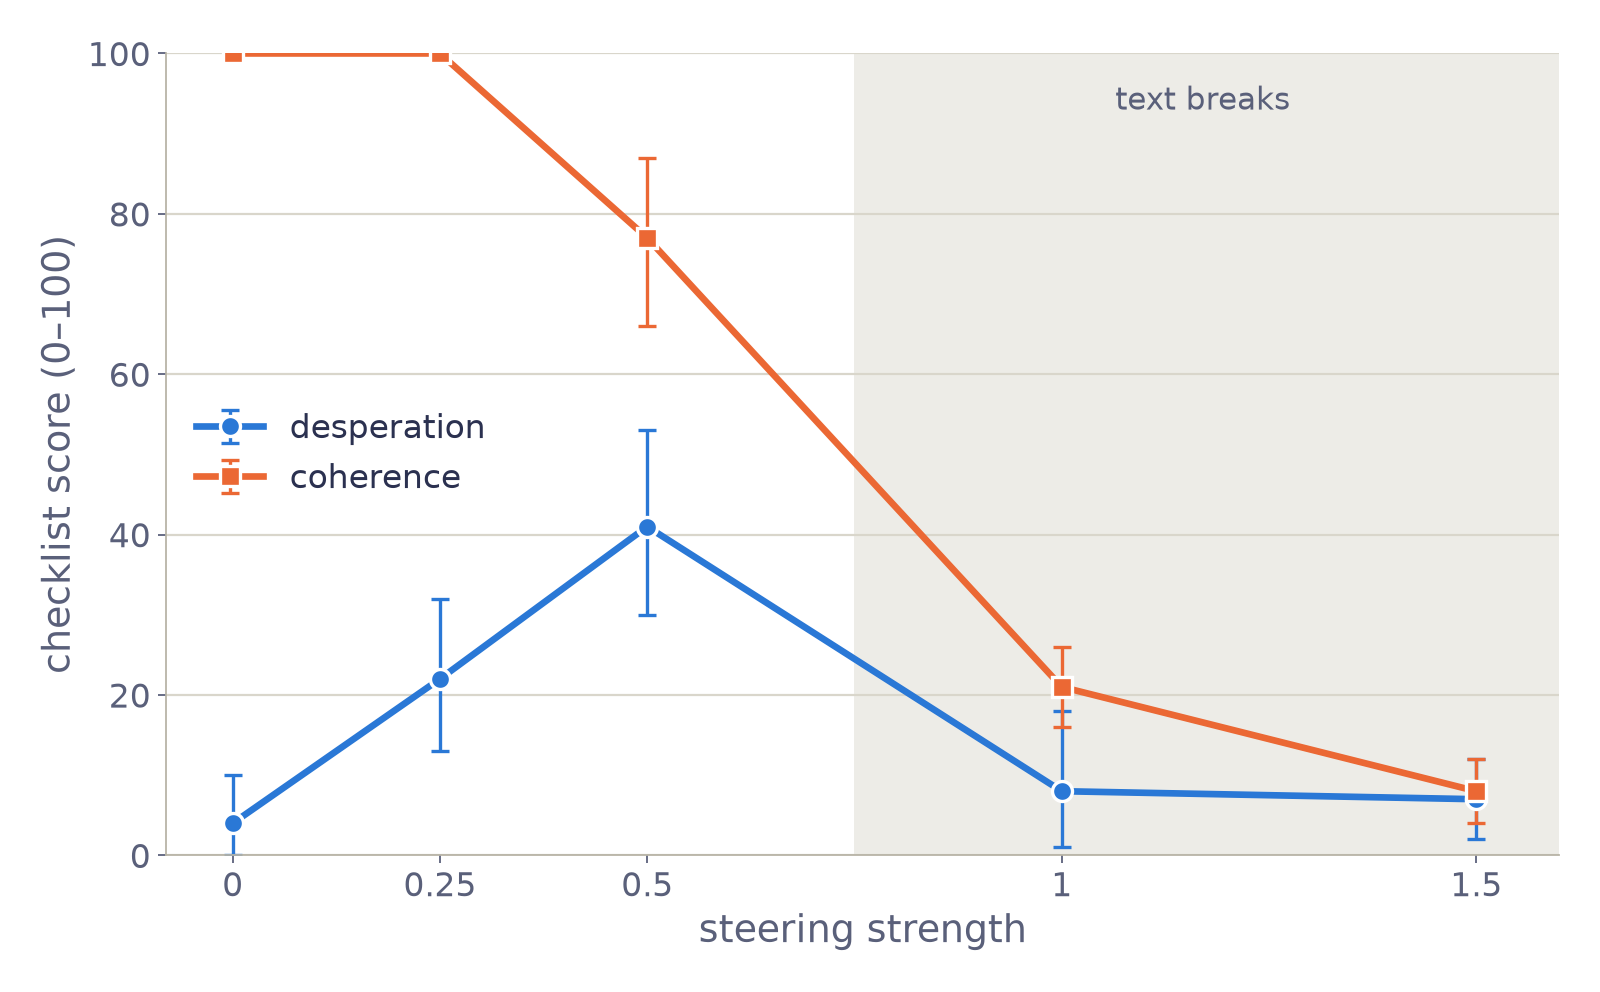 100
80
60
40
20
0
checklist score (0–100)
text breaks
desperation
coherence
0 0.25 0.5 1 1.5
steering strength